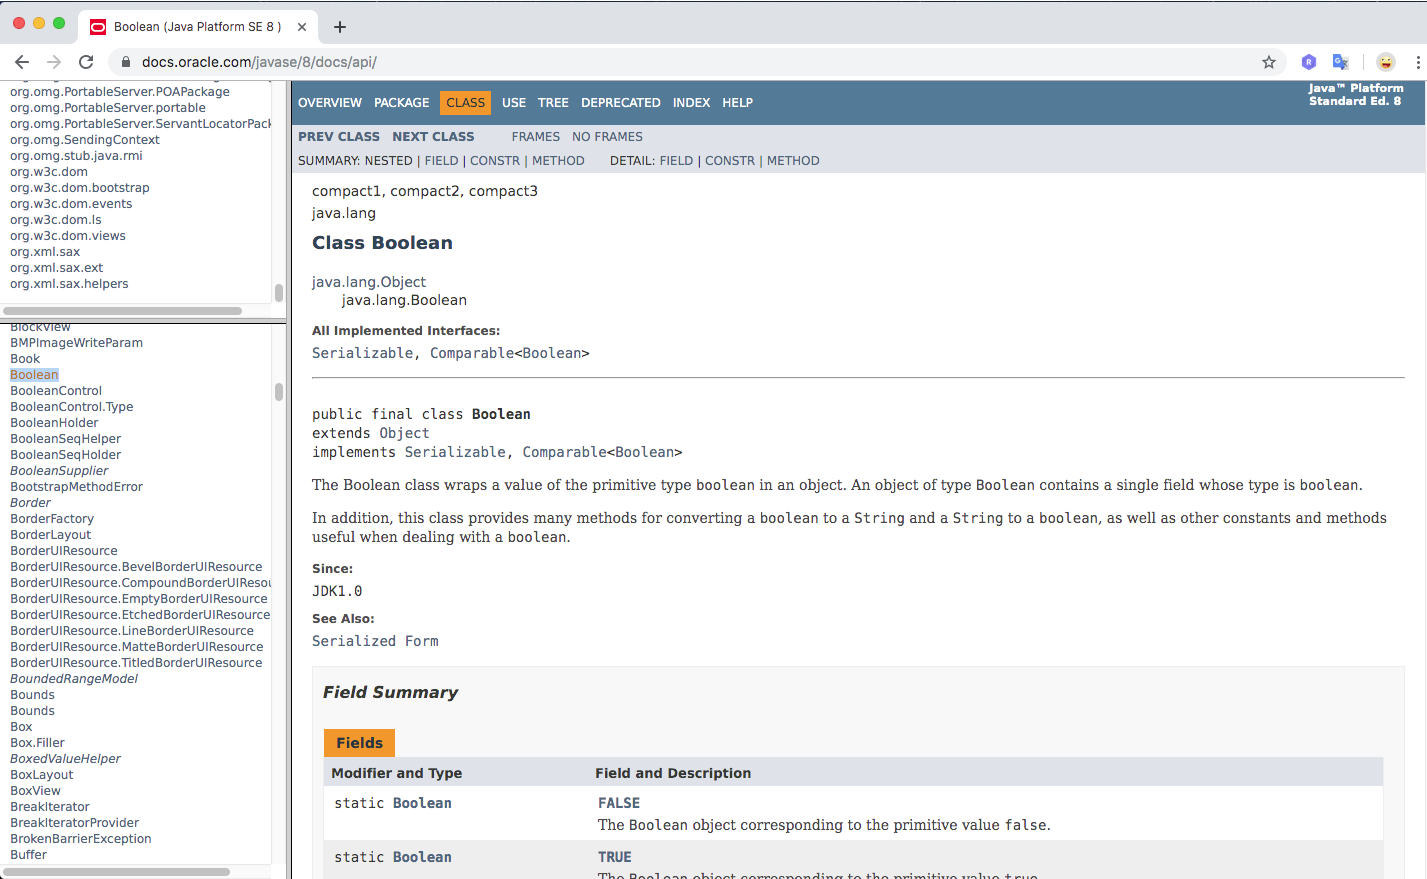 Boolean (Java Platform SE 8 )
docs.oracle.com/javase/8/docs/api/
org.omg.PortableServer.POAPackage
org.omg.PortableServer.portable
org.omg.PortableServer.ServantLocatorPack
org.omg.SendingContext
org.omg.stub.java.rmi
org.w3c.dom
org.w3c.dom.bootstrap
org.w3c.dom.events
org.w3c.dom.ls
org.w3c.dom.views
org.xml.sax
org.xml.sax.ext
org.xml.sax.helpers
BlockView
BMPImageWriteParam
Book
Boolean
BooleanControl
BooleanControl.Type
BooleanHolder
BooleanSeqHelper
BooleanSeqHolder
BooleanSupplier
BootstrapMethodError
Border
BorderFactory
BorderLayout
BorderUIResource
BorderUIResource.BevelBorderUIResource
BorderUIResource.CompoundBorderUIResou
BorderUIResource.EmptyBorderUIResource
BorderUIResource.EtchedBorderUIResource
BorderUIResource.LineBorderUIResource
BorderUIResource.MatteBorderUIResource
BorderUIResource.TitledBorderUIResource
BoundedRangeModel
Bounds
Bounds
Box
Box.Filler
BoxedValueHelper
BoxLayout
BoxView
BreakIterator
BreakIteratorProvider
BrokenBarrierException
Buffer
OVERVIEW PACKAGE CLASS USE TREE DEPRECATED INDEX HELP
Java™ Platform
Standard Ed. 8
PREV CLASS NEXT CLASS FRAMES NO FRAMES
SUMMARY: NESTED | FIELD | CONSTR | METHOD DETAIL: FIELD | CONSTR | METHOD
compact1, compact2, compact3
java.lang
Class Boolean
java.lang.Object
java.lang.Boolean
All Implemented Interfaces:
Serializable, Comparable<Boolean>
public final class Boolean
extends Object
implements Serializable, Comparable<Boolean>
The Boolean class wraps a value of the primitive type boolean in an object. An object of type Boolean contains a single field whose type is boolean.
In addition, this class provides many methods for converting a boolean to a String and a String to a boolean, as well as other constants and methods
useful when dealing with a boolean.
Since:
JDK1.0
See Also:
Serialized Form
Field Summary
Fields
Modifier and Type Field and Description
static Boolean FALSE
The Boolean object corresponding to the primitive value false.
static Boolean TRUE
The Boolean object corresponding to the primitive value true.